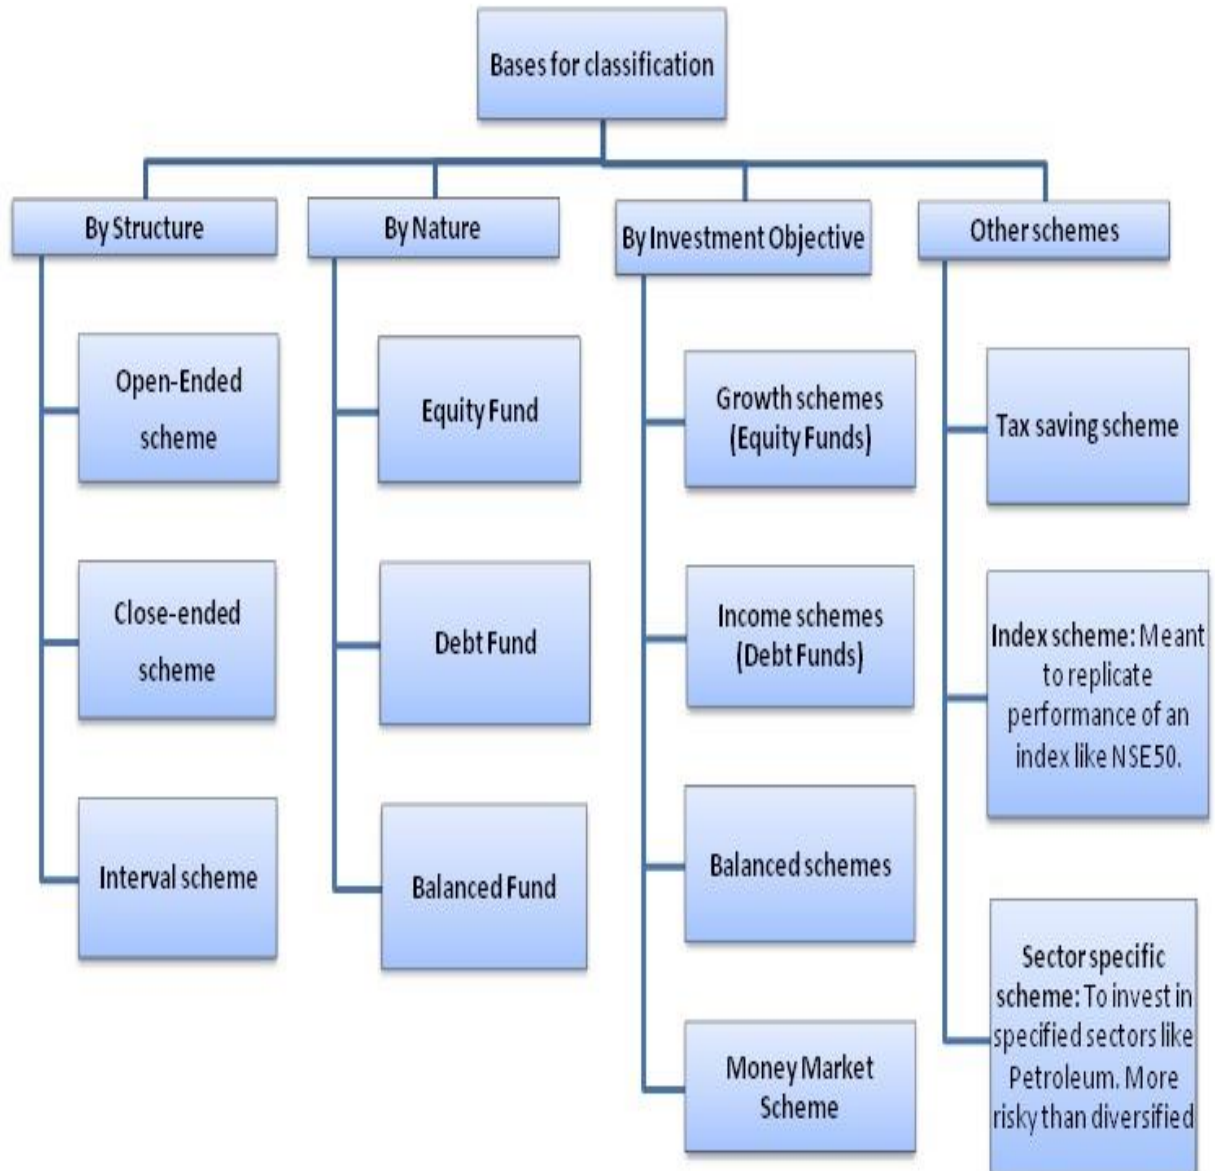 Bases for classification
By Structure
Open-Ended
scheme
Close-ended
scheme
Interval scheme
By Nature
Equity Fund
Debt Fund
Balanced Fund
By Investment Objective
Growth schemes
(Equity Funds)
Income schemes
(Debt Funds)
Balanced schemes
Money Market
Scheme
Other schemes
Tax saving scheme
Index scheme: Meant
to replicate
performance of an
index like NSE50.
Sector specific
scheme: To invest in
specified sectors like
Petroleum. More
risky than diversified